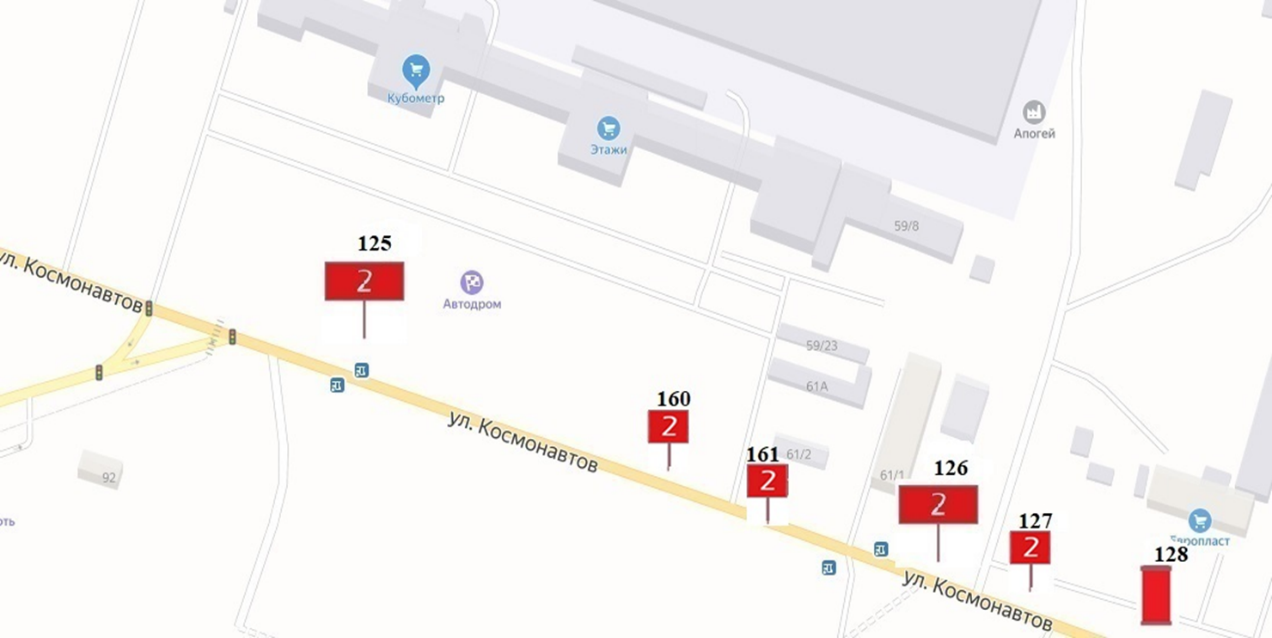 Кубометр
Этажи
Апогей
59/8
ул. Космонавтов
125
2
Автодром
59/23
61А
160
2
ул. Космонавтов
161
2
61/2
61/1
126
2
92
127
2
Европласт
128
ул. Космонавтов